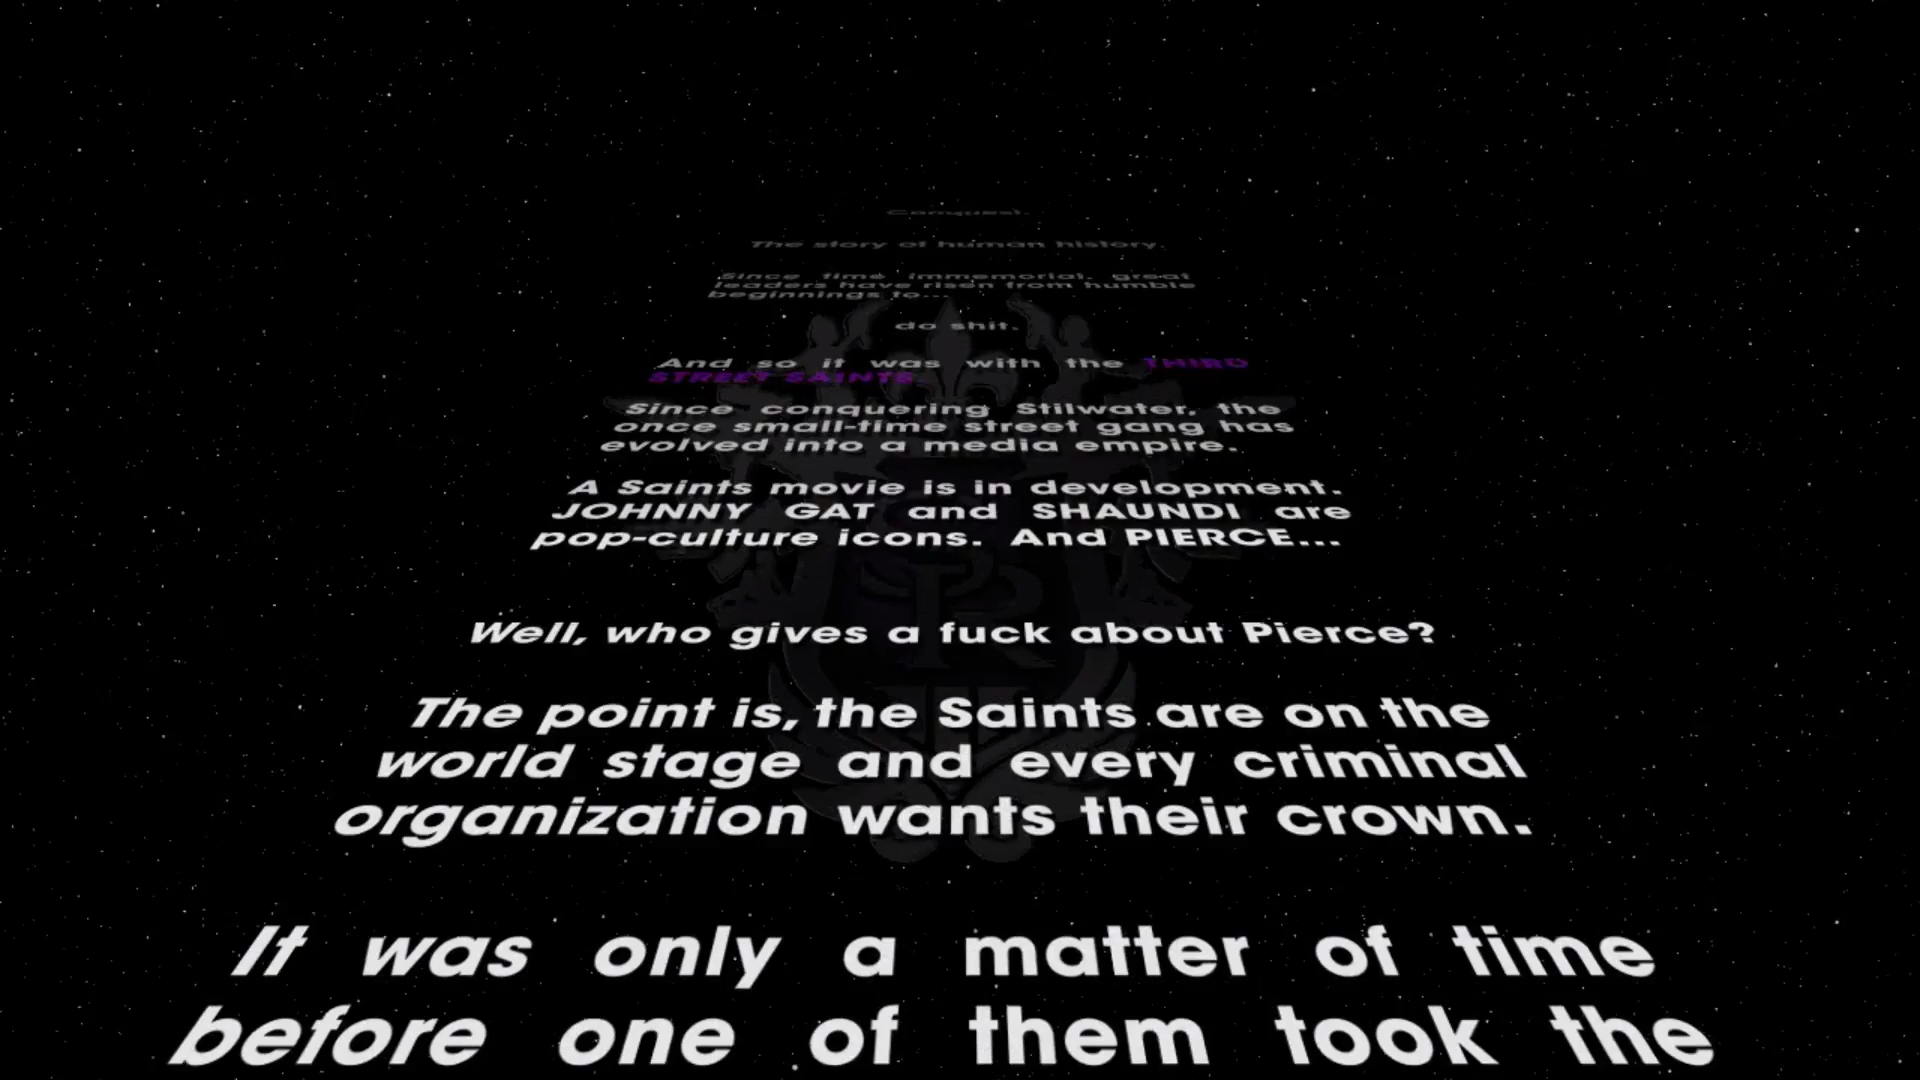 Conquest.
The story of human history.
Since time immemorial, great
leaders have risen from humble
beginnings to...
do shit.
And so it was with the THIRD
STREET SAINTS
Since conquering Stilwater, the
once small-time street gang has
evolved into a media empire.
A Saints movie is in development.
JOHNNY GAT and SHAUNDI are
pop-culture icons. And PIERCE...
Well, who gives a fuck about Pierce?
The point is, the Saints are on the
world stage and every criminal
organization wants their crown.
It was only a matter of time
before one of them took the